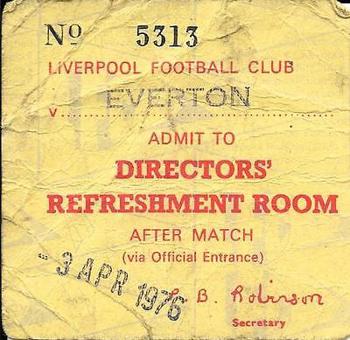 Nº 5313
LIVERPOOL FOOTBALL CLUB
v. EVERTON
ADMIT TO
DIRECTORS'
REFRESHMENT ROOM
AFTER MATCH
(via Official Entrance)
- 3 APR 1976
B. Robinson
Secretary